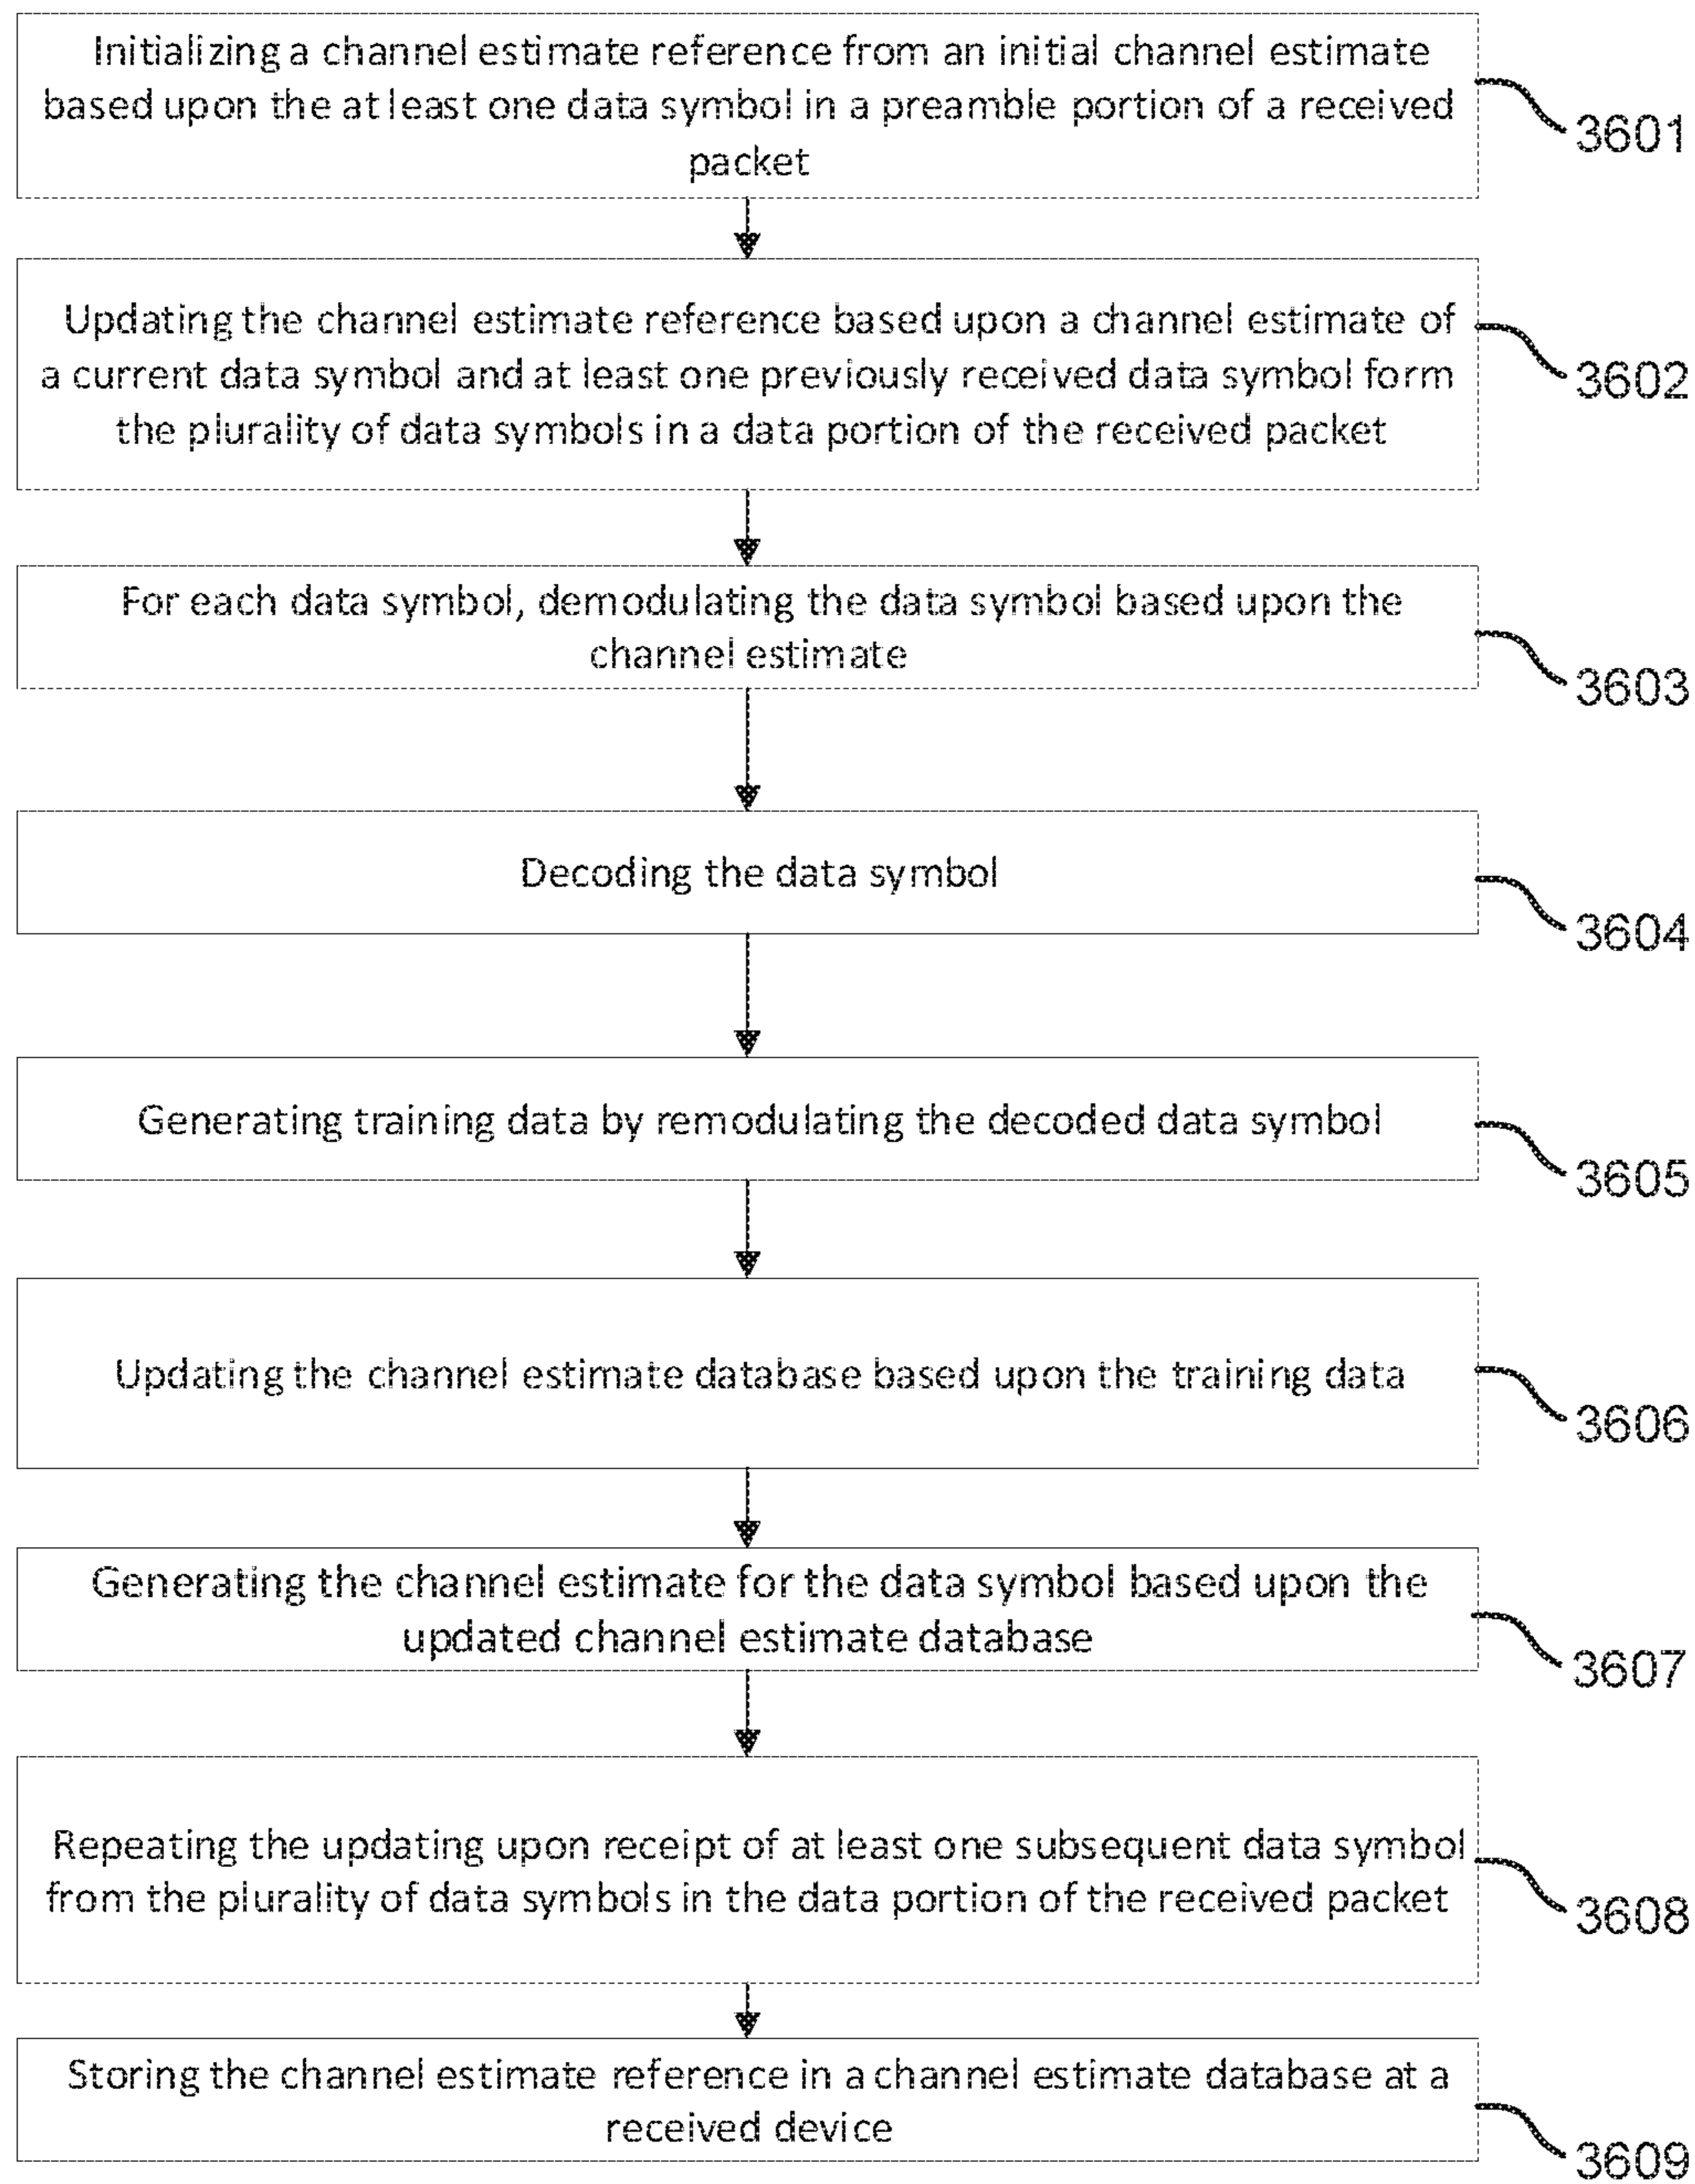 Initializing a channel estimate reference from an initial channel estimate
based upon the at least one data symbol in a preamble portion of a received
packet
3601
Updating the channel estimate reference based upon a channel estimate of
a current data symbol and at least one previously received data symbol form
the plurality of data symbols in a data portion of the received packet
3602
For each data symbol, demodulating the data symbol based upon the
channel estimate
3603
Decoding the data symbol
3604
Generating training data by remodulating the decoded data symbol
3605
Updating the channel estimate database based upon the training data
3606
Generating the channel estimate for the data symbol based upon the
updated channel estimate database
3607
Repeating the updating upon receipt of at least one subsequent data symbol
from the plurality of data symbols in the data portion of the received packet
3608
Storing the channel estimate reference in a channel estimate database at a
received device
3609